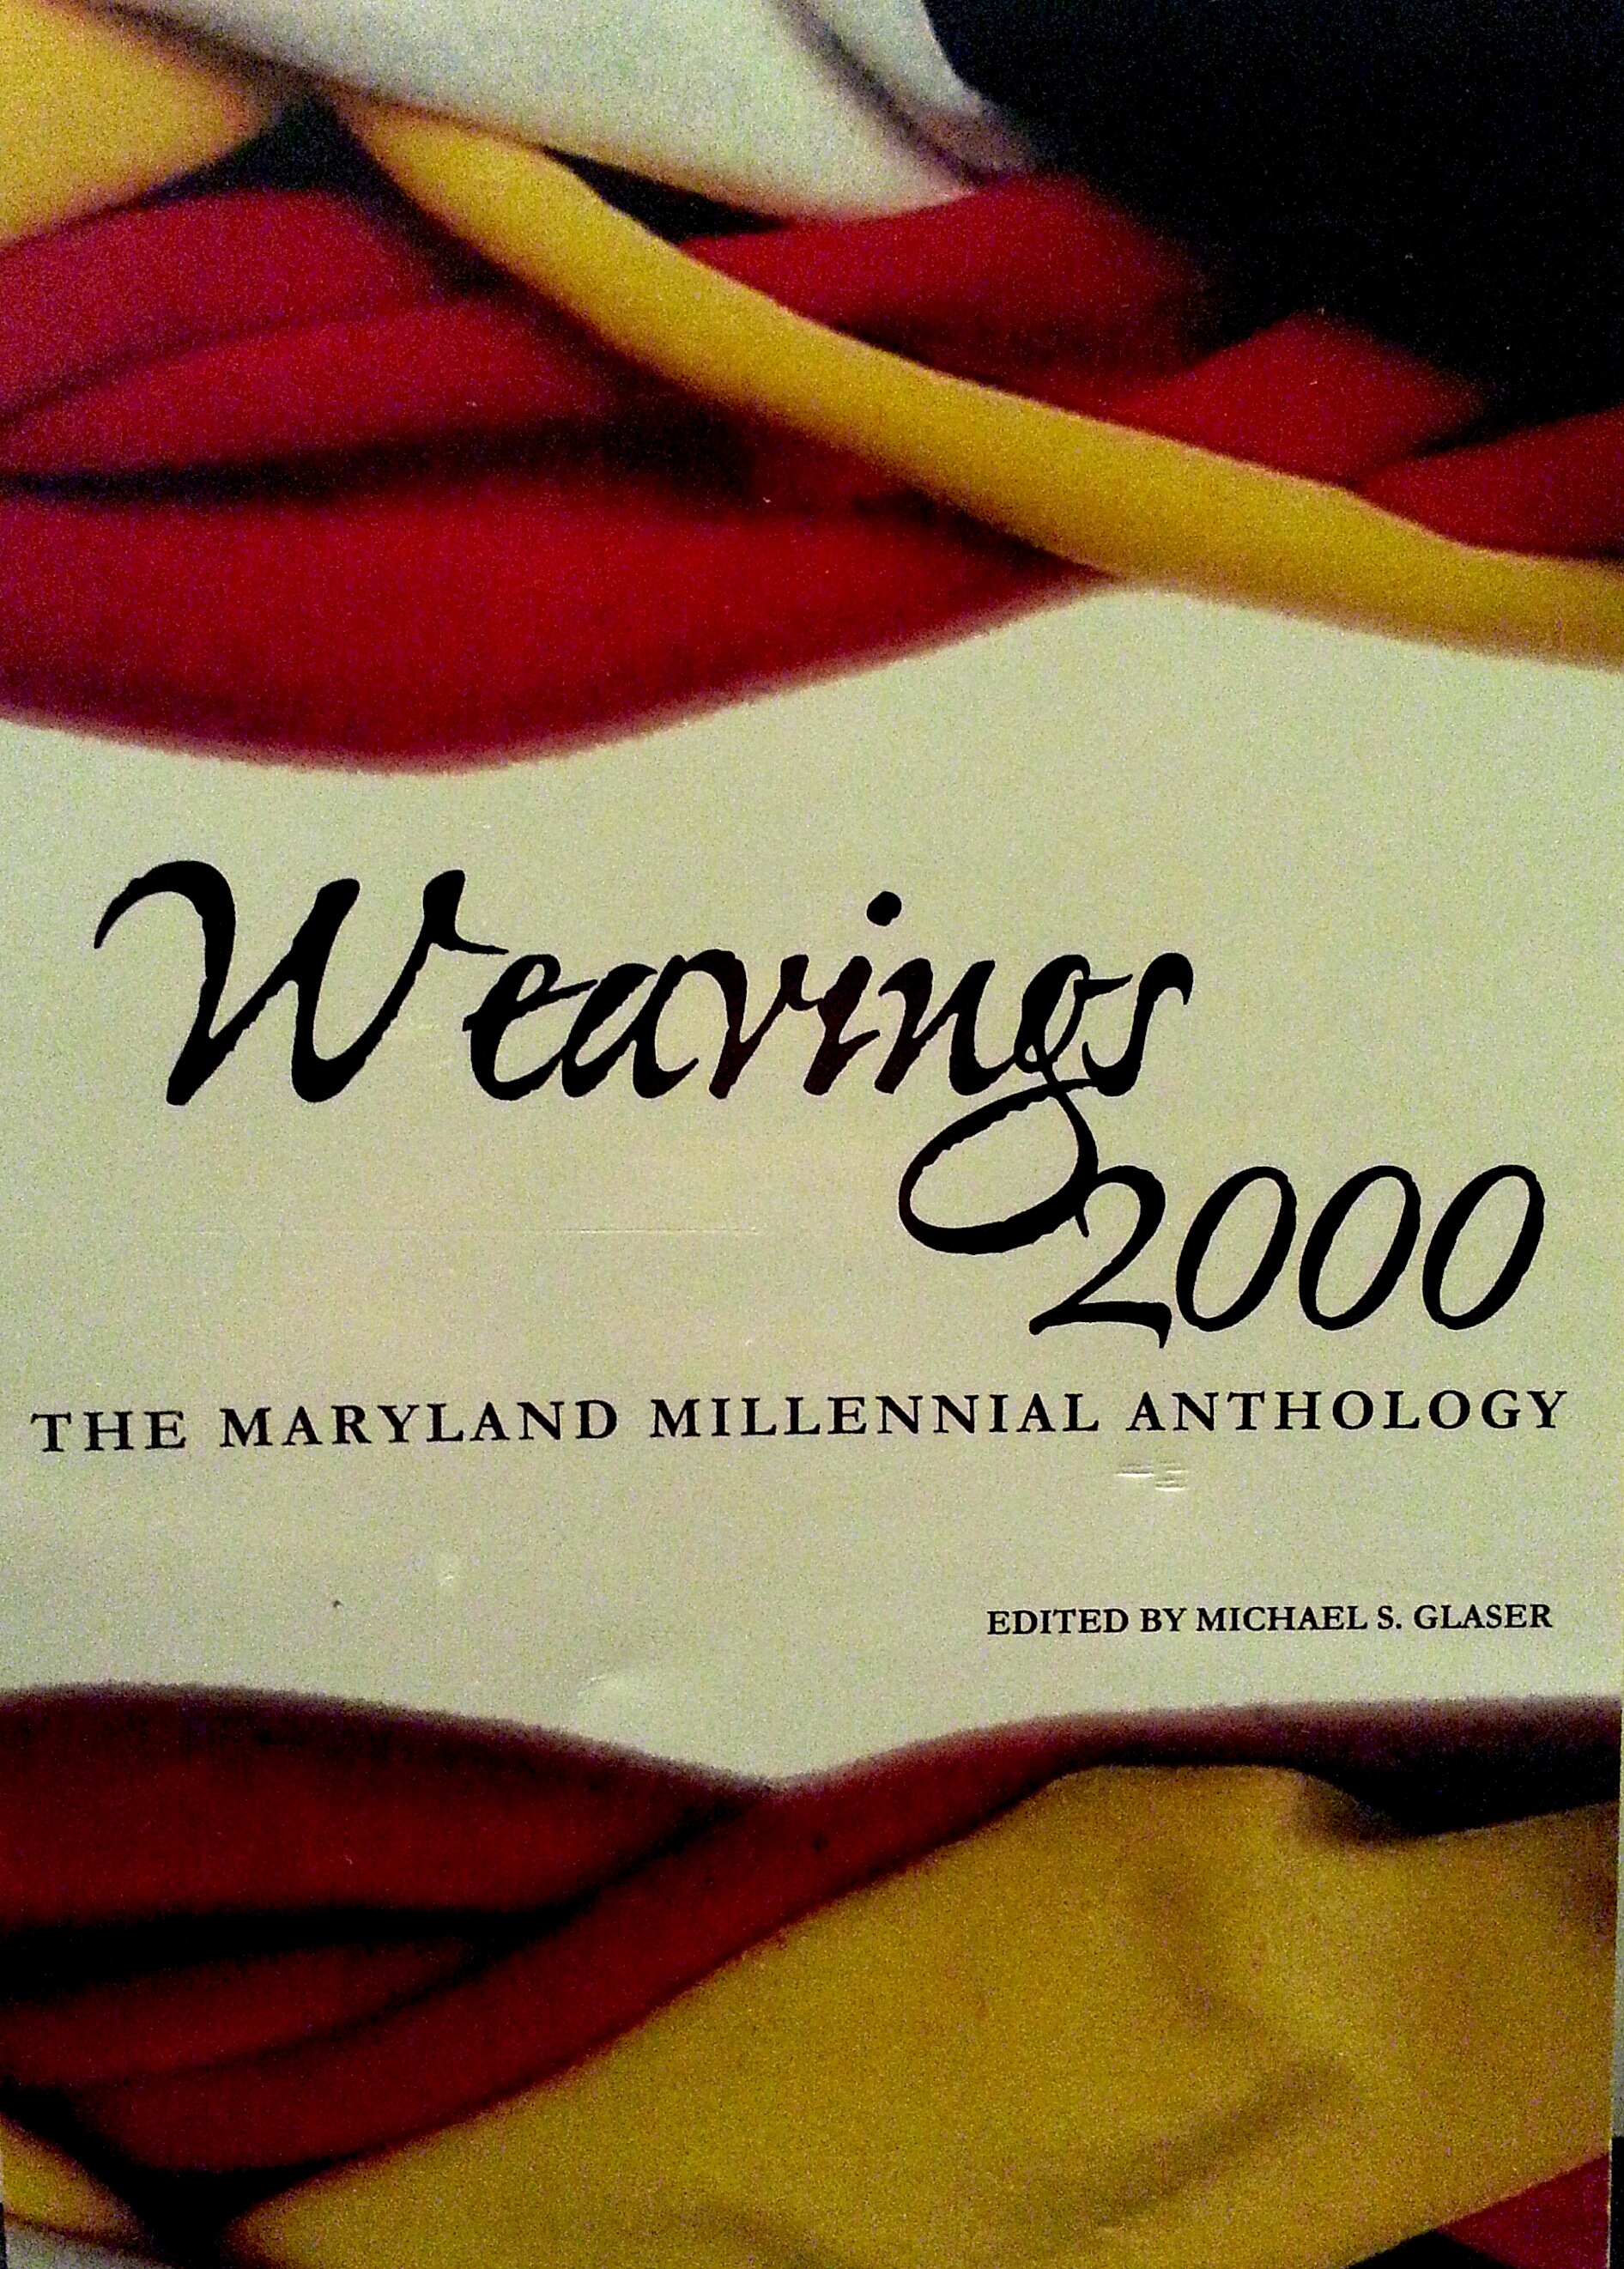 Weavings
2000
THE MARYLAND MILLENNIAL ANTHOLOGY
EDITED BY MICHAEL S. GLASER